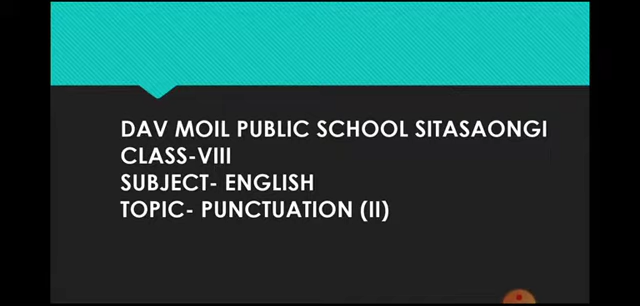 DAV MOIL PUBLIC SCHOOL SITASAONGI
CLASS-VIII
SUBJECT- ENGLISH
TOPIC- PUNCTUATION (II)